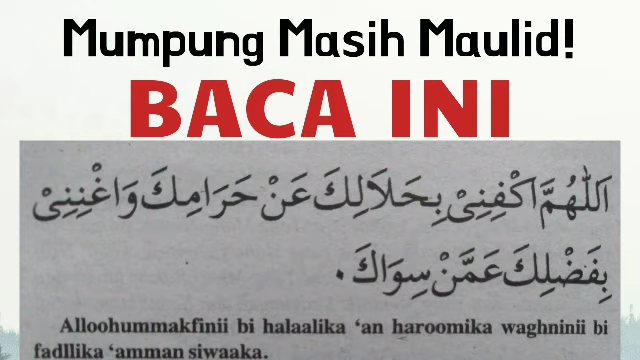 Mumpung Masih Maulid!
BACA INI
اَللّٰهُمَّ اكْفِنِيْ بِحَلَالِكَ عَنْ حَرَامِكَ وَاغْنِنِيْ
بِفَضْلِكَ عَمَّنْ سِوَاكَ .
Alloohummakfinii bi halaalika ‘an haroomika waghninii bi
fadllika ‘amman siwaaka.